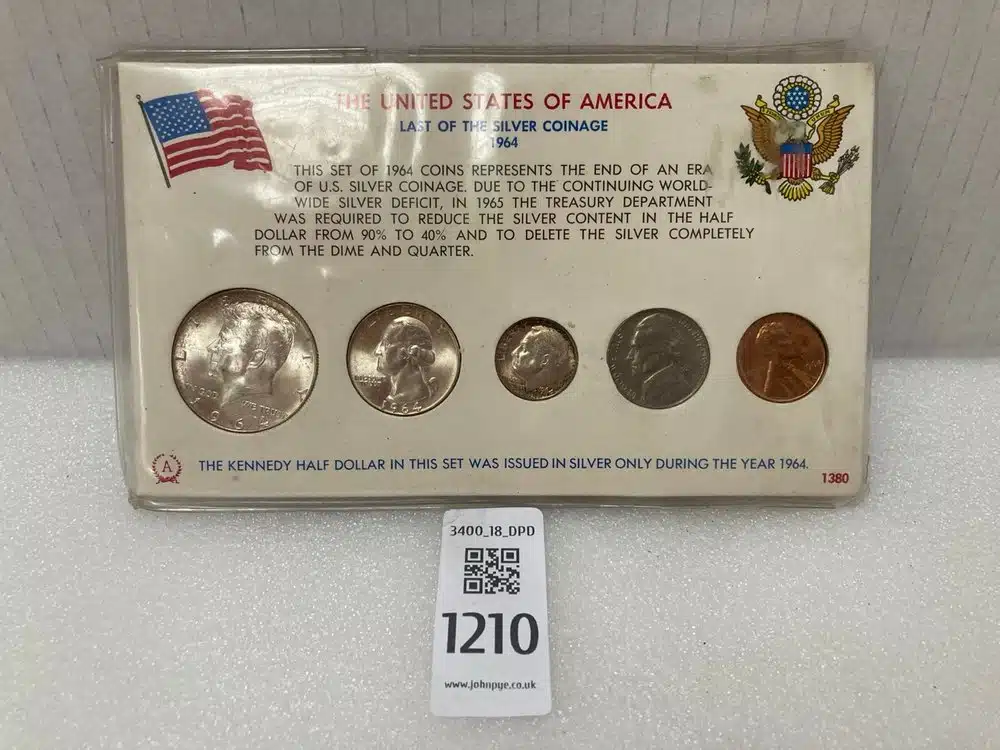 THE UNITED STATES OF AMERICA
LAST OF THE SILVER COINAGE
1964
THIS SET OF 1964 COINS REPRESENTS THE END OF AN ERA
OF U.S. SILVER COINAGE. DUE TO THE CONTINUING WORLD-
WIDE SILVER DEFICIT, IN 1965 THE TREASURY DEPARTMENT
WAS REQUIRED TO REDUCE THE SILVER CONTENT IN THE HALF
DOLLAR FROM 90% TO 40% AND TO DELETE THE SILVER COMPLETELY
FROM THE DIME AND QUARTER.
LIBERTY
WE TRUST
1964
A
THE KENNEDY HALF DOLLAR IN THIS SET WAS ISSUED IN SILVER ONLY DURING THE YEAR 1964.
1380
3400_18_DPD
1210
www.johnpye.co.uk